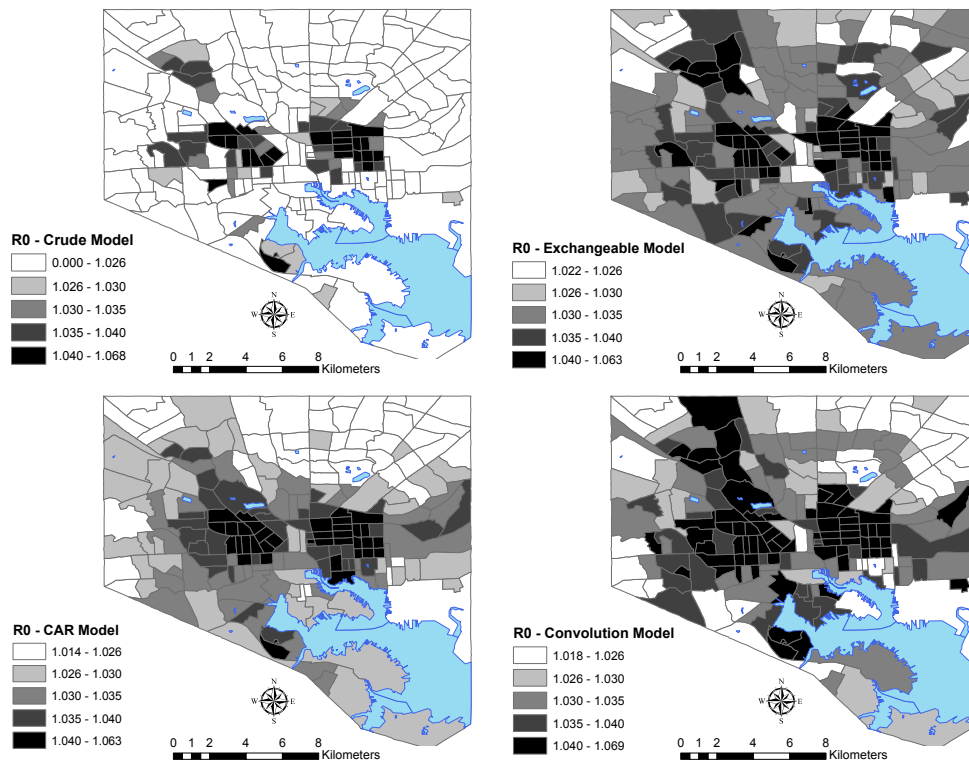 R0 - Crude Model
0.000 - 1.026
1.026 - 1.030
1.030 - 1.035
1.035 - 1.040
1.040 - 1.068
N
W E
S
0 1 2 4 6 8
Kilometers
R0 - Exchangeable Model
1.022 - 1.026
1.026 - 1.030
1.030 - 1.035
1.035 - 1.040
1.040 - 1.063
N
W E
S
0 1 2 4 6 8
Kilometers
R0 - CAR Model
1.014 - 1.026
1.026 - 1.030
1.030 - 1.035
1.035 - 1.040
1.040 - 1.063
N
W E
S
0 1 2 4 6 8
Kilometers
R0 - Convolution Model
1.018 - 1.026
1.026 - 1.030
1.030 - 1.035
1.035 - 1.040
1.040 - 1.069
N
W E
S
0 1 2 4 6 8
Kilometers